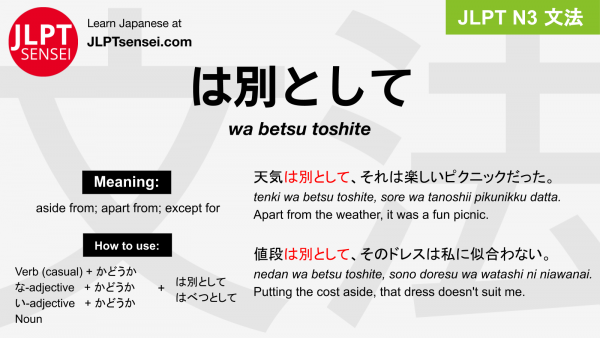 JLPT
SENSEI
Learn Japanese at
JLPTsensei.com
JLPT N3 文法
は別として
wa betsu toshite
Meaning:
aside from; apart from; except for
How to use:
Verb (casual) + かどうか
な-adjective + かどうか
い-adjective + かどうか
Noun
+
は別として
はべつとして
天気は別として、それは楽しいピクニックだった。
tenki wa betsu toshite, sore wa tanoshii pikunikku datta.
Apart from the weather, it was a fun picnic.
値段は別として、そのドレスは私に似合わない。
nedan wa betsu toshite, sono doresu wa watashi ni niawanai.
Putting the cost aside, that dress doesn't suit me.
文法